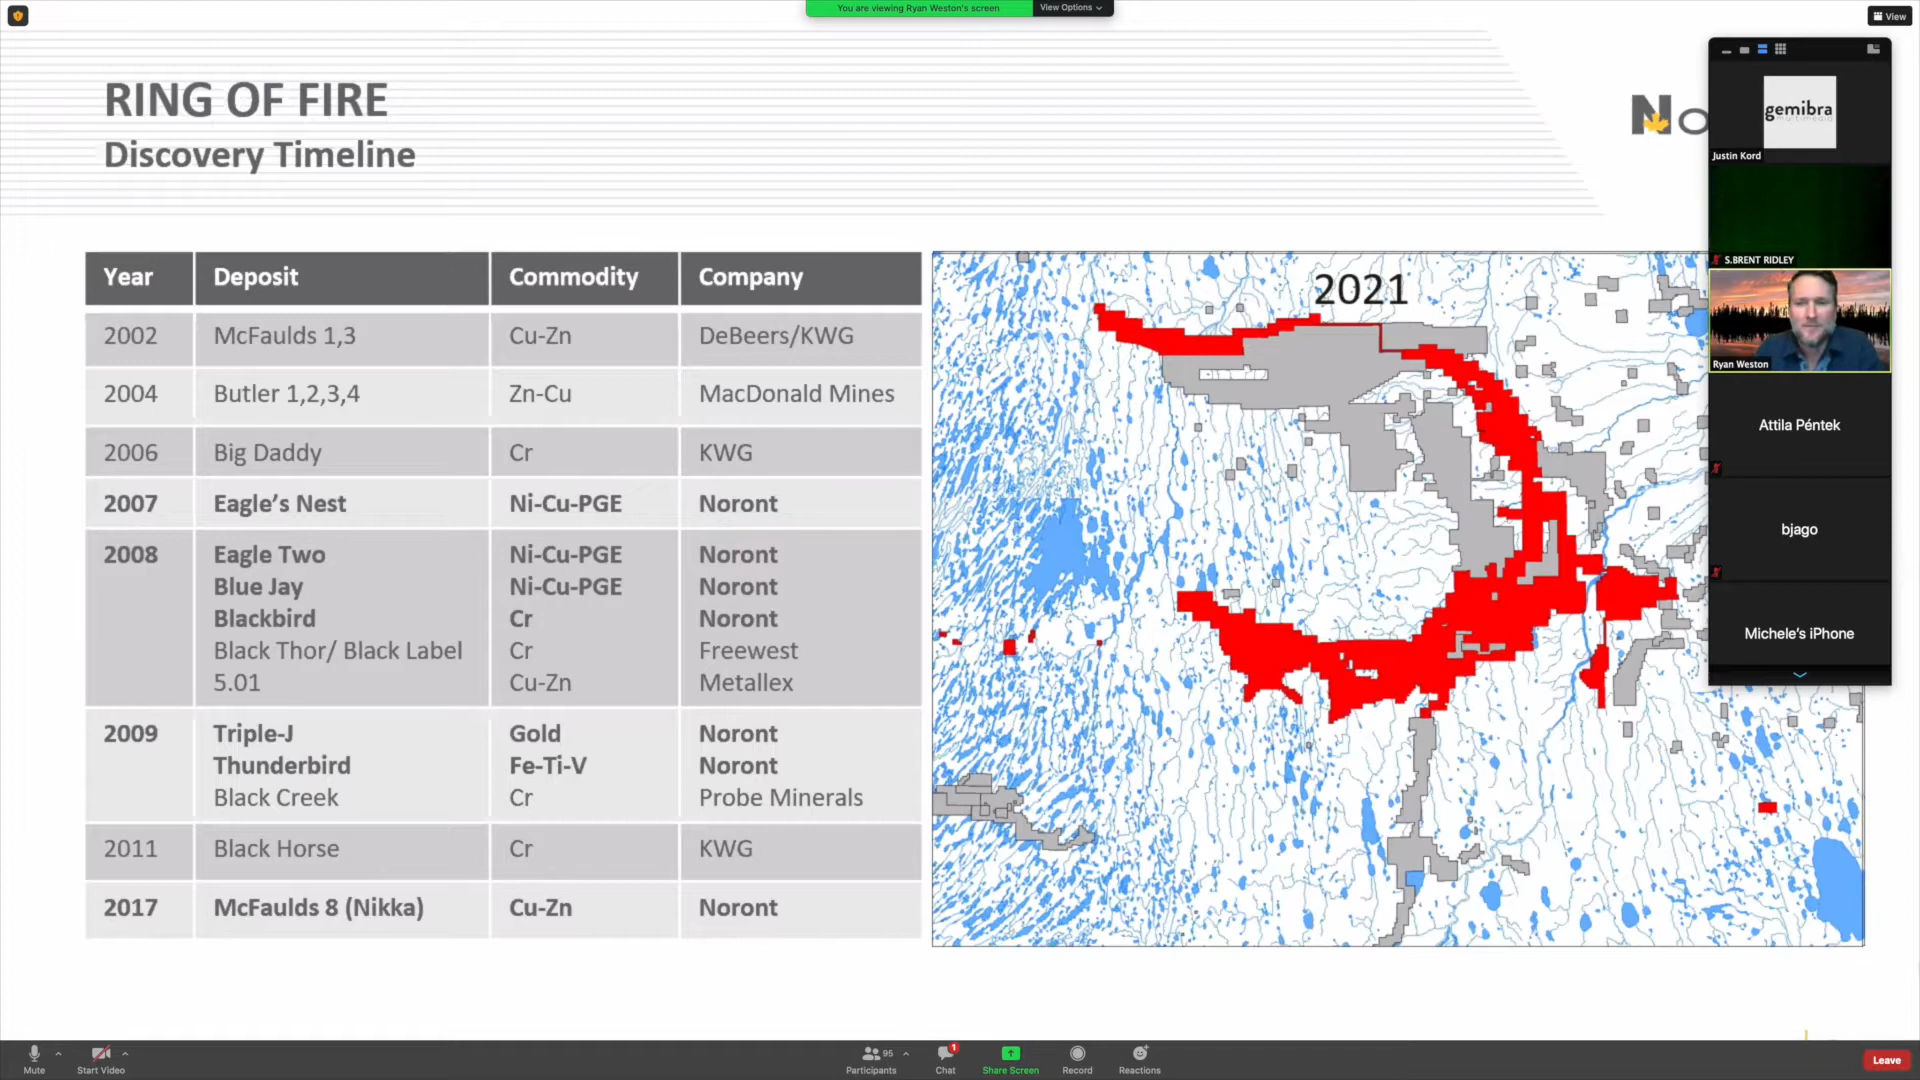 You are viewing Ryan Weston's screen
View Options
View
RING OF FIRE
Discovery Timeline
No
Year Deposit Commodity Company
2002 McFaulds 1,3 Cu-Zn DeBeers/KWG
2004 Butler 1,2,3,4 Zn-Cu MacDonald Mines
2006 Big Daddy Cr KWG
2007 Eagle's Nest Ni-Cu-PGE Noront
2008 Eagle Two Ni-Cu-PGE Noront
Blue Jay Ni-Cu-PGE Noront
Blackbird Cr Noront
Black Thor/ Black Label Cr Freewest
5.01 Cu-Zn Metallex
2009 Triple-J Gold Noront
Thunderbird Fe-Ti-V Noront
Black Creek Cr Probe Minerals
2011 Black Horse Cr KWG
2017 McFaulds 8 (Nikka) Cu-Zn Noront
2021
gemibra
multimedia
Justin Kord
S.BRENT RIDLEY
Ryan Weston
Attila Péntek
bjago
Michele's iPhone
Mute
Start Video
95
Participants
1
Chat
Share Screen
Record
Reactions
Leave